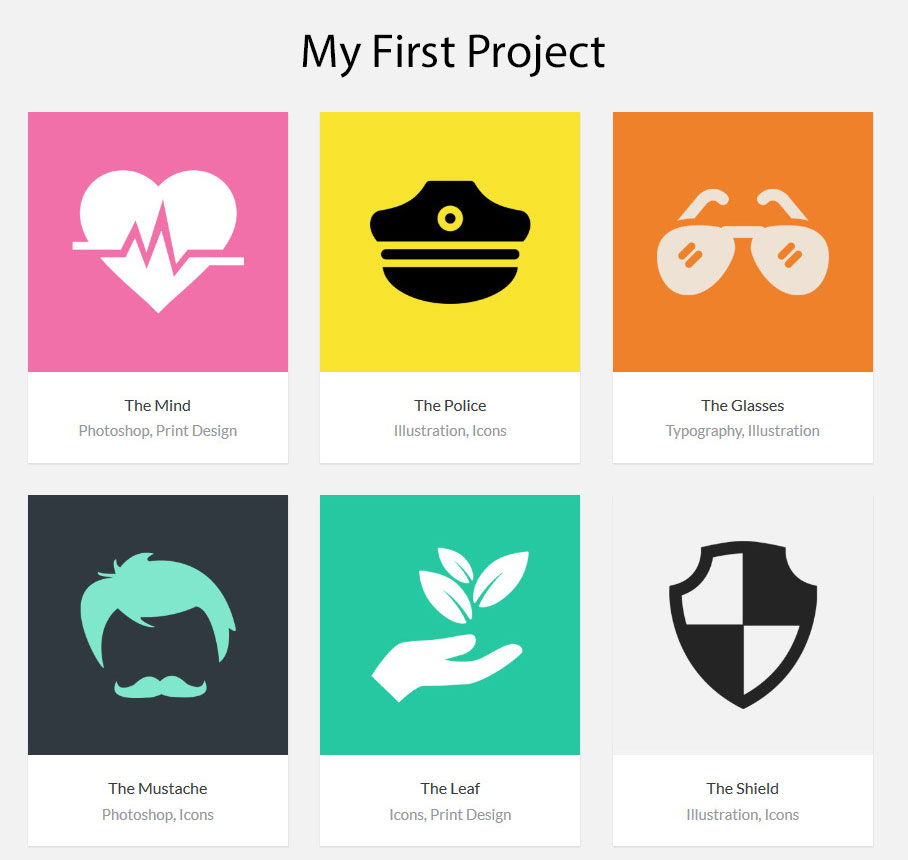 My First Project
The Mind
Photoshop, Print Design
The Police
Illustration, Icons
The Glasses
Typography, Illustration
The Mustache
Photoshop, Icons
The Leaf
Icons, Print Design
The Shield
Illustration, Icons